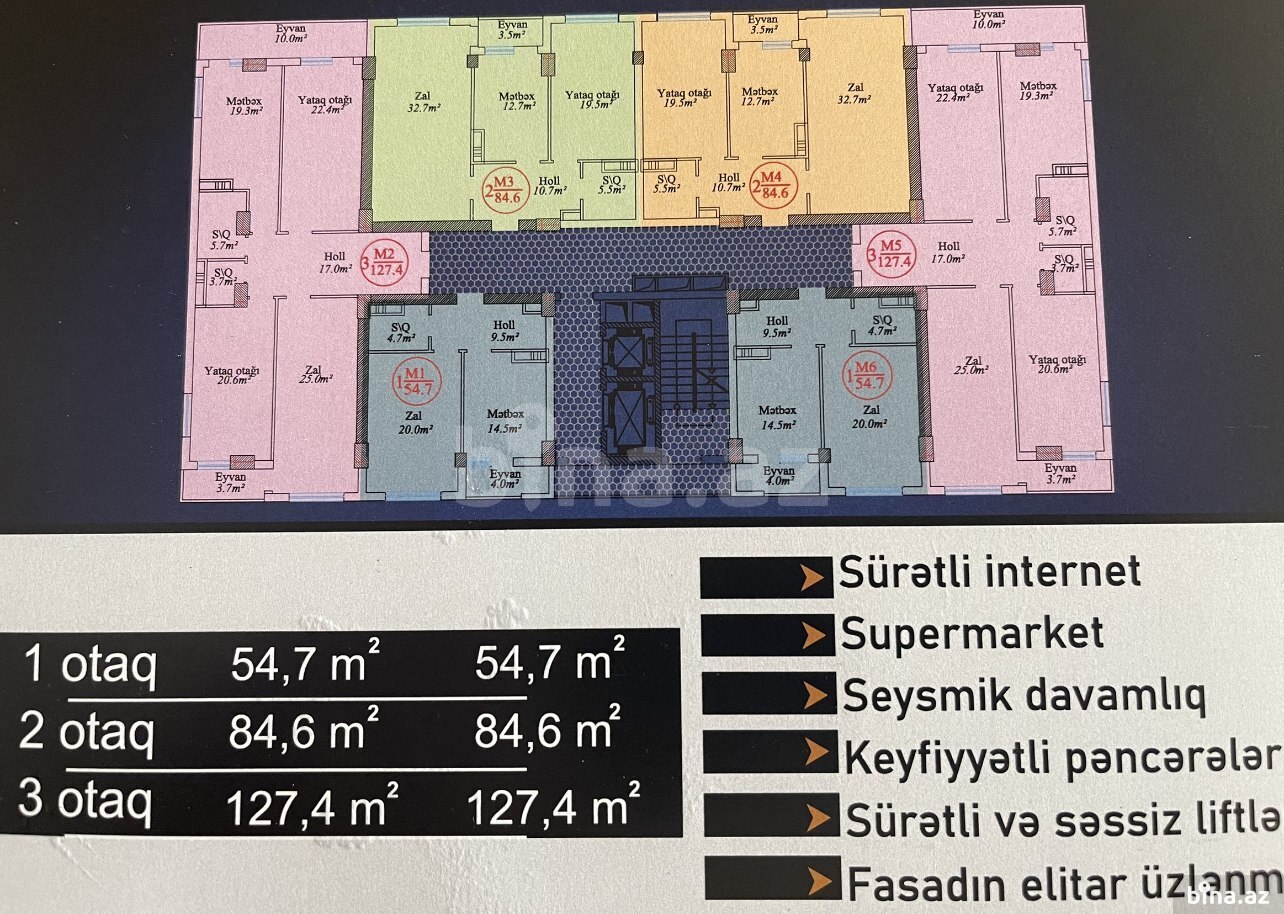 Eyvan
10.0m²
Eyvan
3.5m²
Eyvan
3.5m²
Eyvan
10.0m²
Mətbəx
19.3m²
Yataq otağı
22.4m²
Zal
32.7m²
Mətbəx
12.7m²
Yataq otağı
19.5m²
Yataq otağı
19.5m²
Mətbəx
12.7m²
Zal
32.7m²
Yataq otağı
22.4m²
Mətbəx
19.3m²
2 M3
84.6
Holl
10.7m²
S\Q
5.5m²
S\Q
5.5m²
Holl
10.7m²
2 M4
84.6
S\Q
5.7m²
S\Q
3.7m²
Holl
17.0m²
3 M2
127.4
3 M5
127.4
Holl
17.0m²
S\Q
5.7m²
S\Q
3.7m²
S\Q
4.7m²
Holl
9.5m²
Holl
9.5m²
S\Q
4.7m²
Yataq otağı
20.6m²
Zal
25.0m²
1 M1
54.7
Zal
20.0m²
Mətbəx
14.5m²
Mətbəx
14.5m²
1 M6
54.7
Zal
20.0m²
Zal
25.0m²
Yataq otağı
20.6m²
Eyvan
3.7m²
Eyvan
4.0m²
Eyvan
4.0m²
Eyvan
3.7m²
bina.az
1 otaq 54,7 m² 54,7 m²
2 otaq 84,6 m² 84,6 m²
3 otaq 127,4 m² 127,4 m²
Sürətli internet
Supermarket
Seysmik davamlıq
Keyfiyyətli pəncərələr
Sürətli və səssiz liftlə
Fasadın elitar üzlənm
bina.az